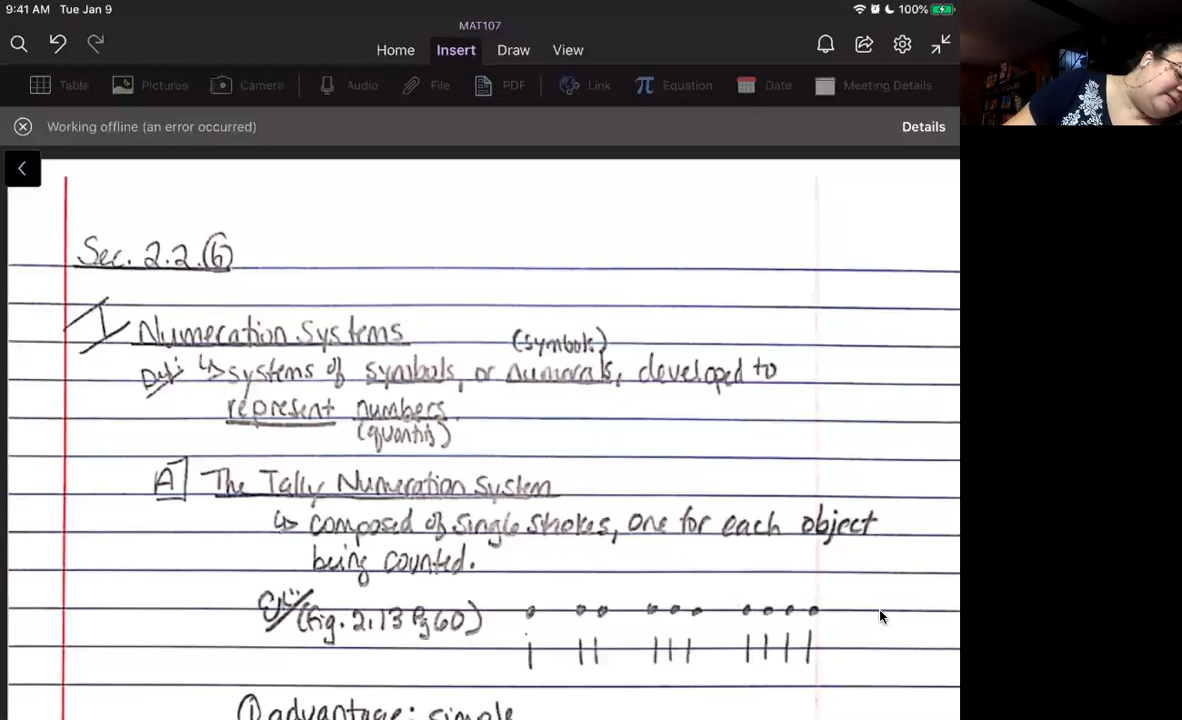 9:41 AM Tue Jan 9
100%
MAT107
Home Insert Draw View
Table Pictures Camera Audio File PDF Link Equation Date Meeting Details
Working offline (an error occurred) Details
Sec. 2.2.(b)
I Numeration Systems
(symbols)
Def: ↳ systems of symbols, or numerals, developed to
represent numbers
(quantity)
A The Tally Numeration System
↳ composed of single strokes, one for each object
being counted.
(fig. 2.13 Pg 60)
| || ||| ||||
① advantage: simple